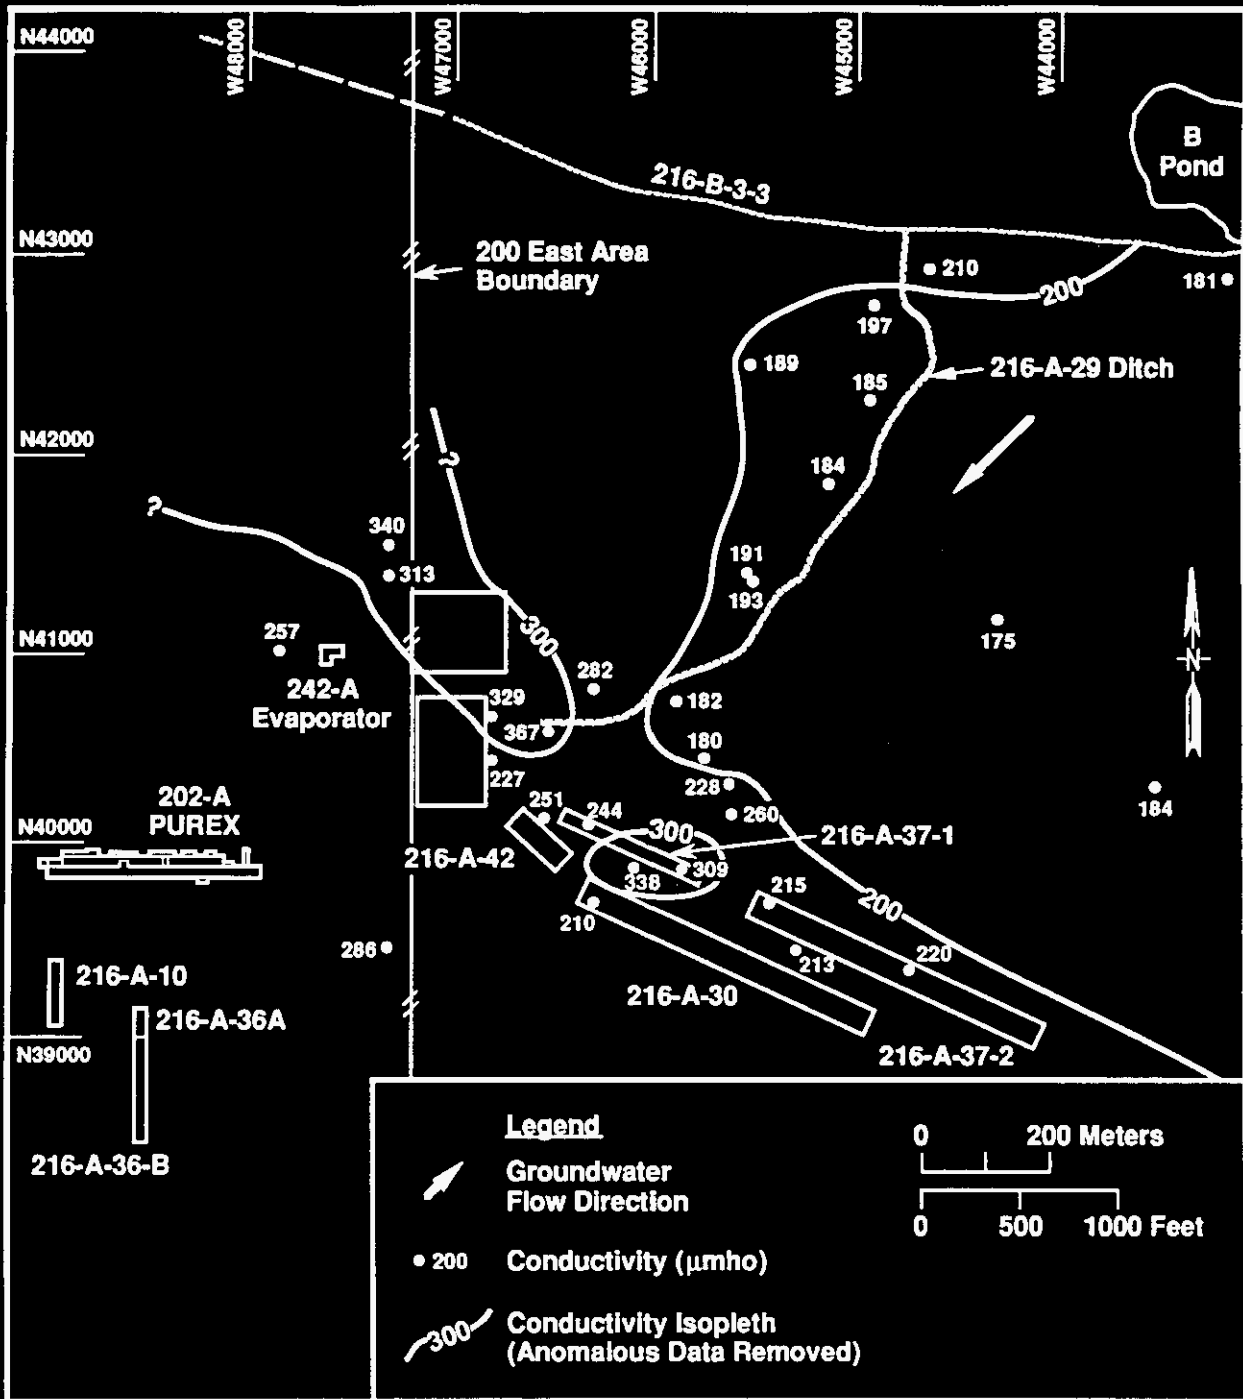 N44000
W48000
W47000
W46000
W45000
W44000
B
Pond
216-B-3-3
N43000
200 East Area
Boundary
210
200
181
197
189
216-A-29 Ditch
185
N42000
?
184
?
340
191
313
193
N41000
257
300
175
N
242-A
Evaporator
282
329
182
367
180
227
228
184
202-A
PUREX
251
244
260
N40000
300
216-A-37-1
216-A-42
338
309
210
215
200
286
213
220
216-A-10
216-A-30
216-A-36A
N39000
216-A-37-2
216-A-36-B
Legend
Groundwater
Flow Direction
0 200 Meters
0 500 1000 Feet
200 Conductivity (µmho)
300 Conductivity Isopleth
(Anomalous Data Removed)